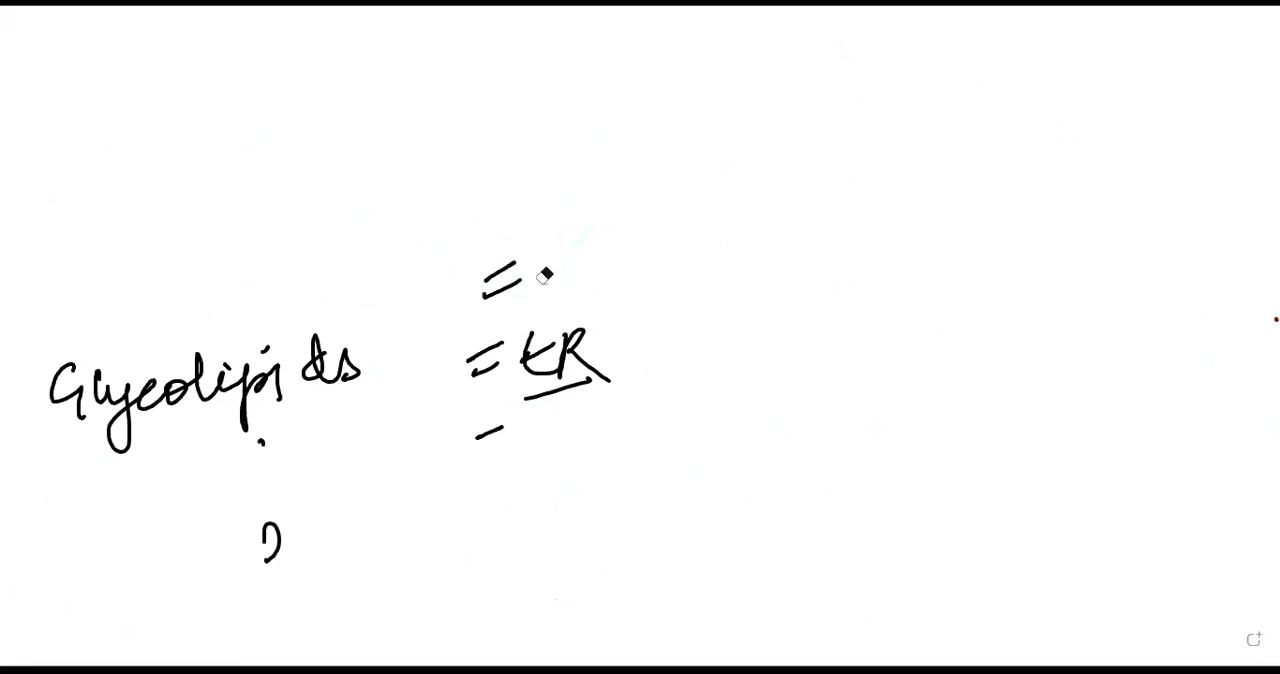 =
Glycolipids = ER
-